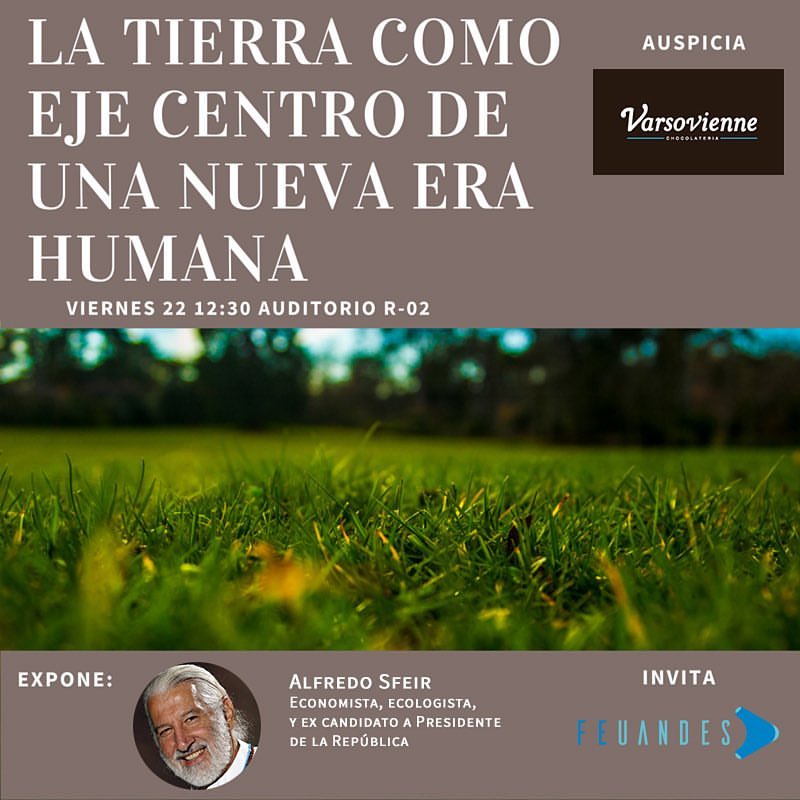 LA TIERRA COMO
EJE CENTRO DE
UNA NUEVA ERA
HUMANA
VIERNES 22 12:30 AUDITORIO R-02
AUSPICIA
Varsovienne
CHOCOLATERIA
EXPONE:
ALFREDO SFEIR
ECONOMISTA, ECOLOGISTA,
Y EX CANDIDATO A PRESIDENTE
DE LA REPÚBLICA
INVITA
FEUANDES